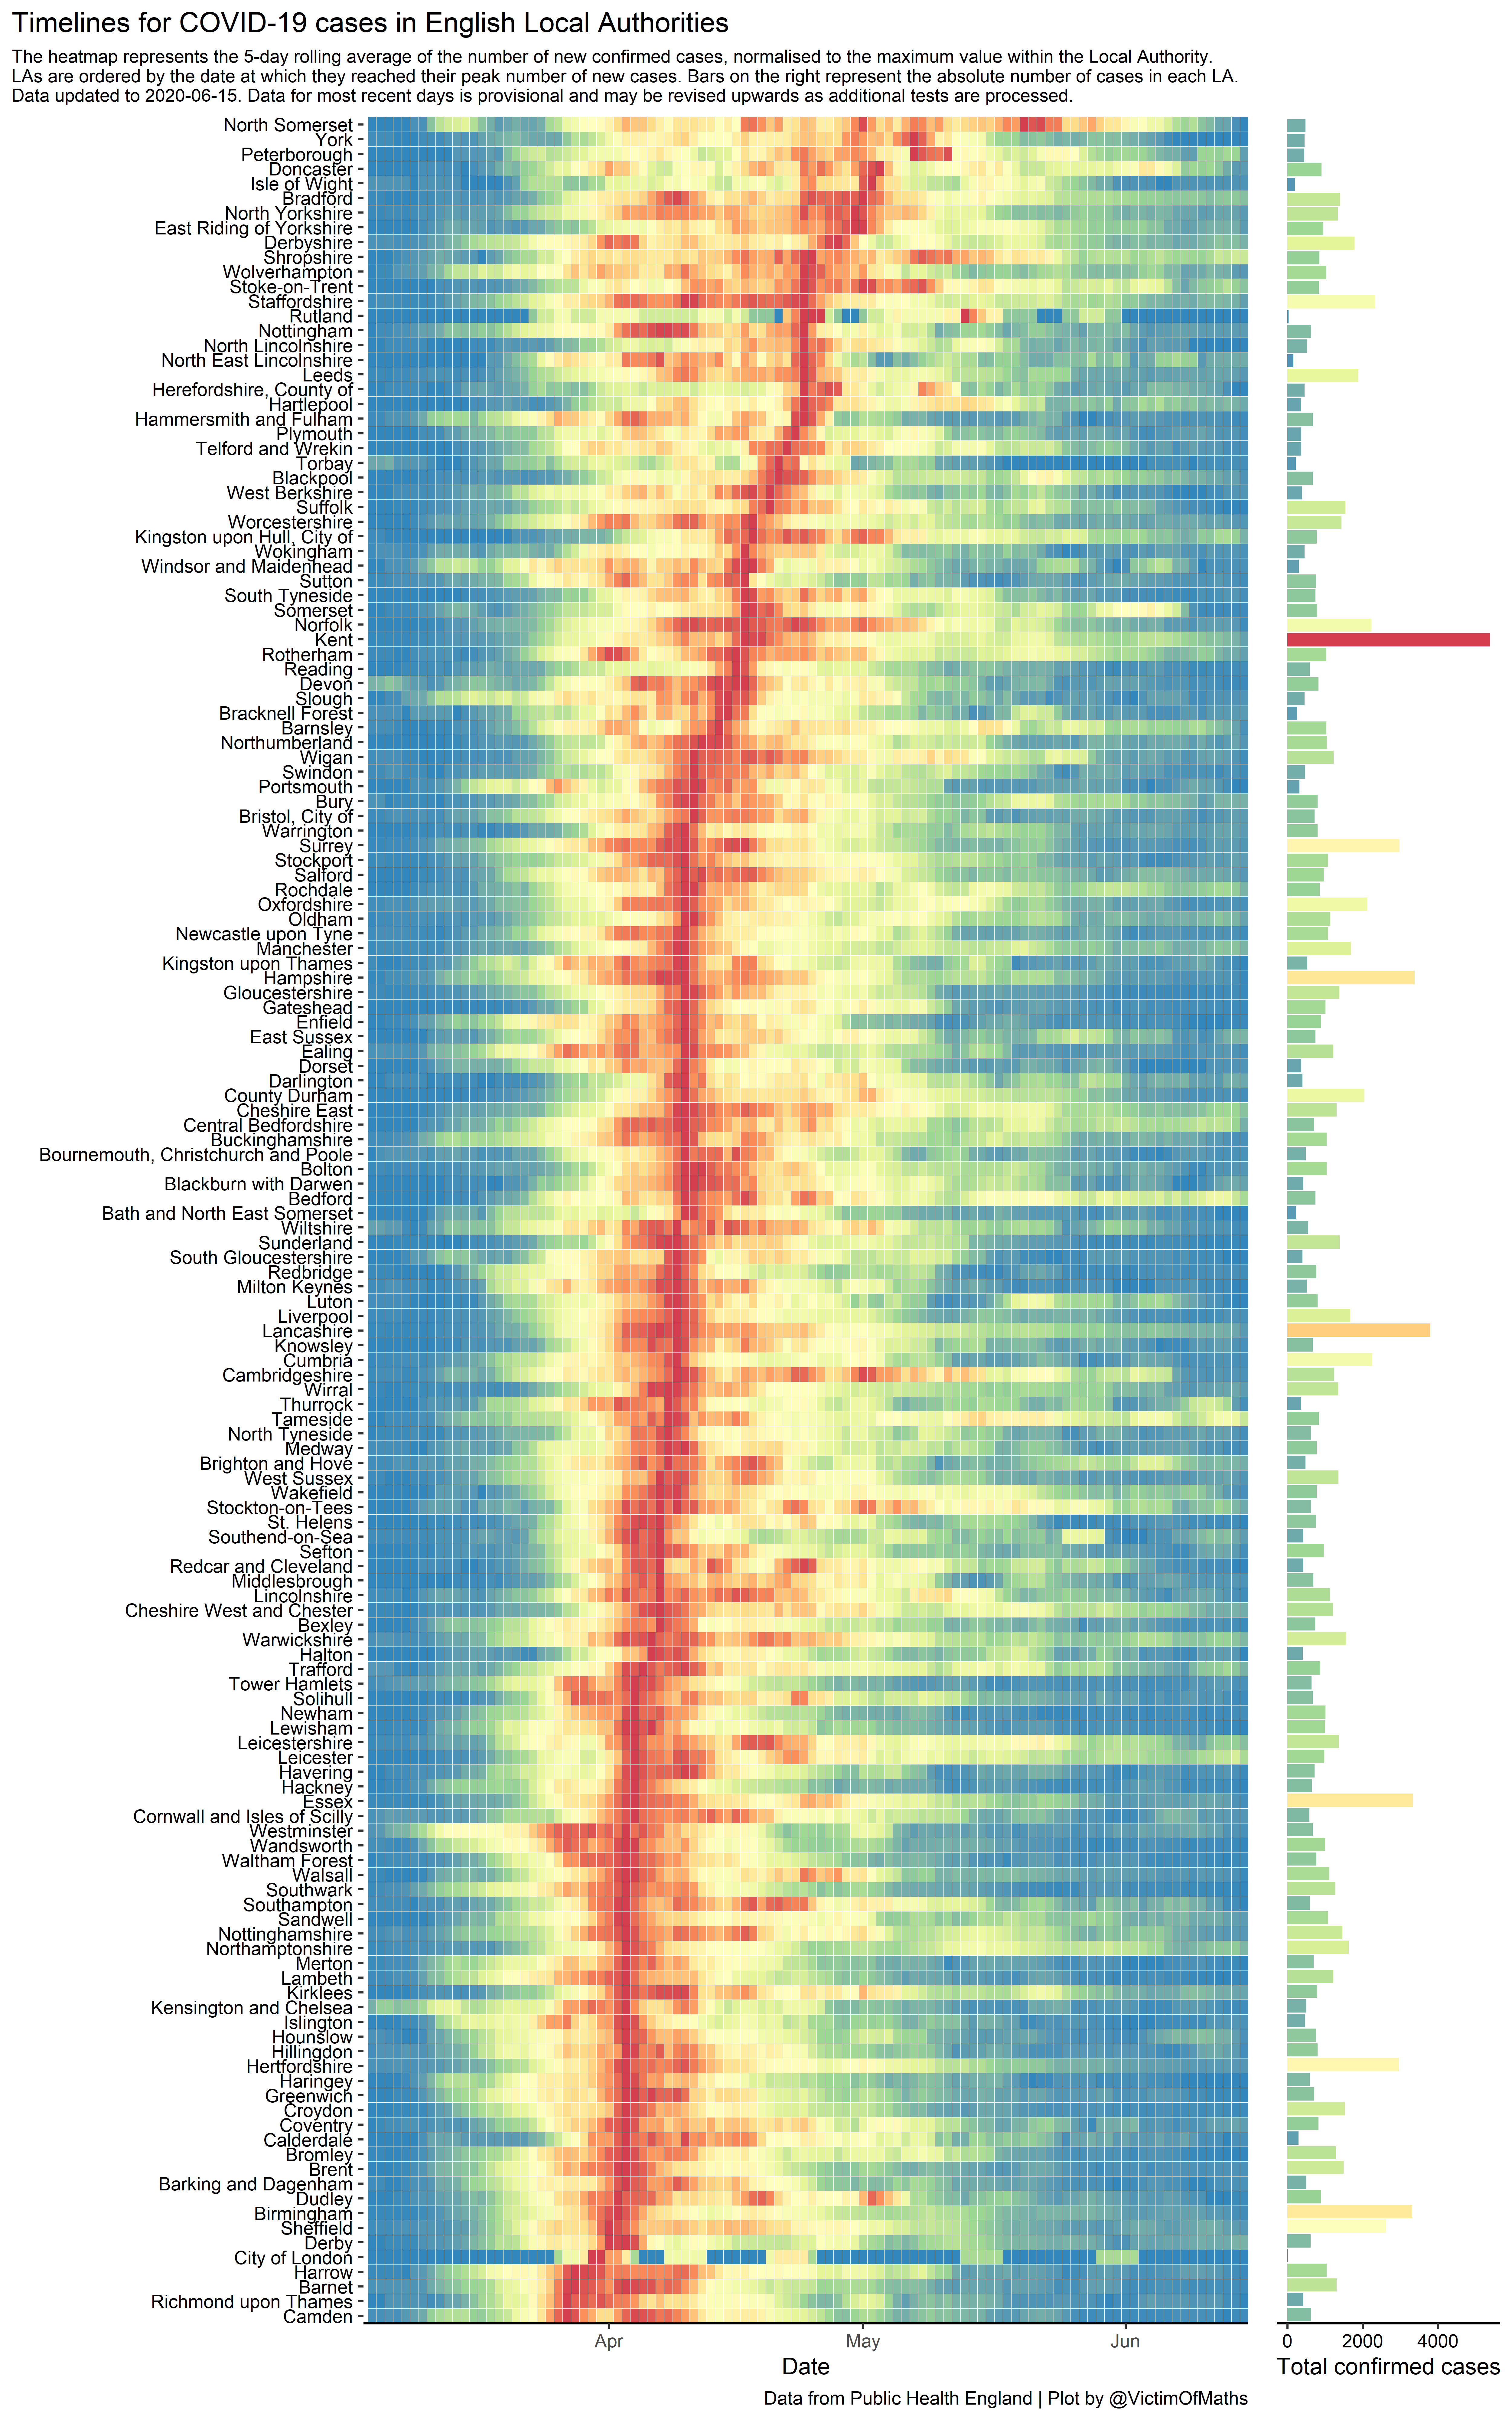 Timelines for COVID-19 cases in English Local Authorities
The heatmap represents the 5-day rolling average of the number of new confirmed cases, normalised to the maximum value within the Local Authority.
LAs are ordered by the date at which they reached their peak number of new cases. Bars on the right represent the absolute number of cases in each LA.
Data updated to 2020-06-15. Data for most recent days is provisional and may be revised upwards as additional tests are processed.
North Somerset
York
Peterborough
Doncaster
Isle of Wight
Bradford
North Yorkshire
East Riding of Yorkshire
Derbyshire
Shropshire
Wolverhampton
Stoke-on-Trent
Staffordshire
Rutland
Nottingham
North Lincolnshire
North East Lincolnshire
Leeds
Herefordshire, County of
Hartlepool
Hammersmith and Fulham
Plymouth
Telford and Wrekin
Torbay
Blackpool
West Berkshire
Suffolk
Worcestershire
Kingston upon Hull, City of
Wokingham
Windsor and Maidenhead
Sutton
South Tyneside
Somerset
Norfolk
Kent
Rotherham
Reading
Devon
Slough
Bracknell Forest
Barnsley
Northumberland
Wigan
Swindon
Portsmouth
Bury
Bristol, City of
Warrington
Surrey
Stockport
Salford
Rochdale
Oxfordshire
Oldham
Newcastle upon Tyne
Manchester
Kingston upon Thames
Hampshire
Gloucestershire
Gateshead
Enfield
East Sussex
Ealing
Dorset
Darlington
County Durham
Cheshire East
Central Bedfordshire
Buckinghamshire
Bournemouth, Christchurch and Poole
Bolton
Blackburn with Darwen
Bedford
Bath and North East Somerset
Wiltshire
Sunderland
South Gloucestershire
Redbridge
Milton Keynes
Luton
Liverpool
Lancashire
Knowsley
Cumbria
Cambridgeshire
Wirral
Thurrock
Tameside
North Tyneside
Medway
Brighton and Hove
West Sussex
Wakefield
Stockton-on-Tees
St. Helens
Southend-on-Sea
Sefton
Redcar and Cleveland
Middlesbrough
Lincolnshire
Cheshire West and Chester
Bexley
Warwickshire
Halton
Trafford
Tower Hamlets
Solihull
Newham
Lewisham
Leicestershire
Leicester
Havering
Hackney
Essex
Cornwall and Isles of Scilly
Westminster
Wandsworth
Waltham Forest
Walsall
Southwark
Southampton
Sandwell
Nottinghamshire
Northamptonshire
Merton
Lambeth
Kirklees
Kensington and Chelsea
Islington
Hounslow
Hillingdon
Hertfordshire
Haringey
Greenwich
Croydon
Coventry
Calderdale
Bromley
Brent
Barking and Dagenham
Dudley
Birmingham
Sheffield
Derby
City of London
Harrow
Barnet
Richmond upon Thames
Camden
Apr May Jun
Date
0 2000 4000
Total confirmed cases
Data from Public Health England | Plot by @VictimOfMaths